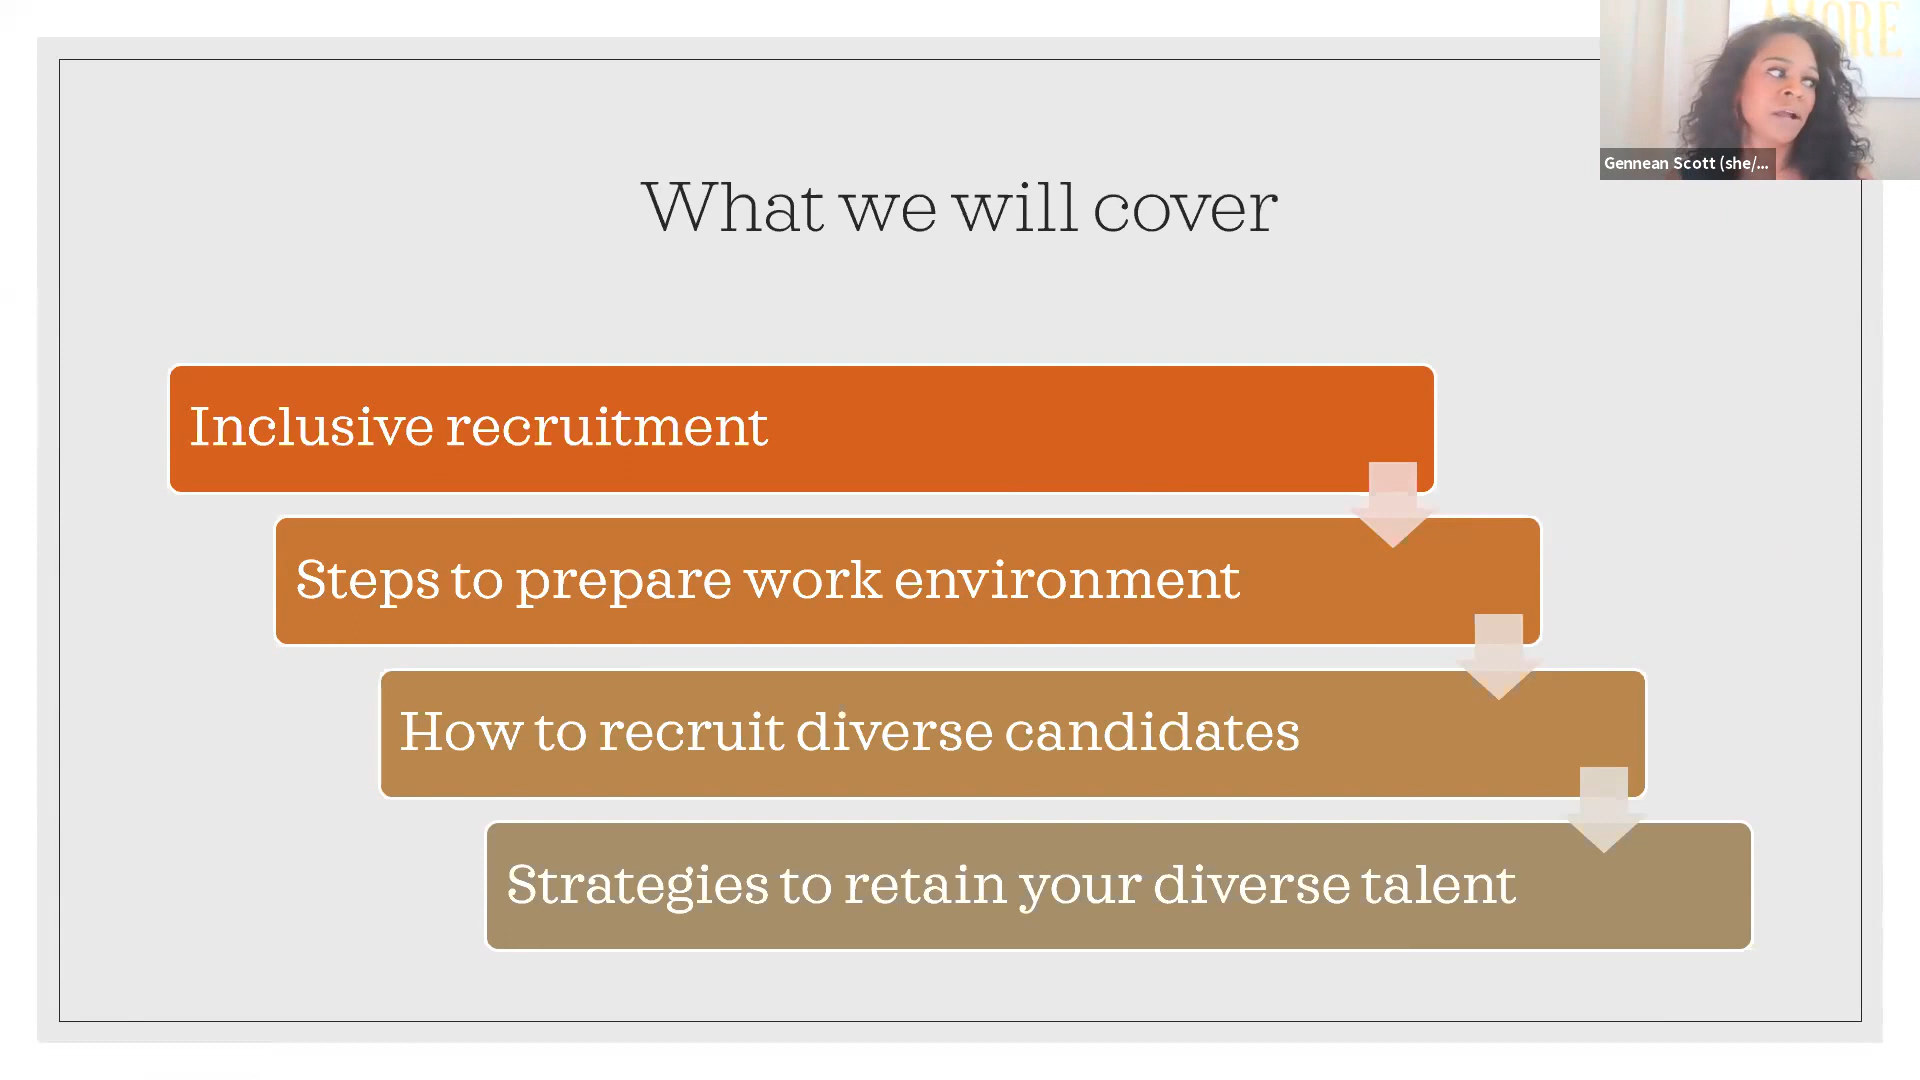 AMORE
Gennean Scott (she/...
What we will cover
Inclusive recruitment
Steps to prepare work environment
How to recruit diverse candidates
Strategies to retain your diverse talent